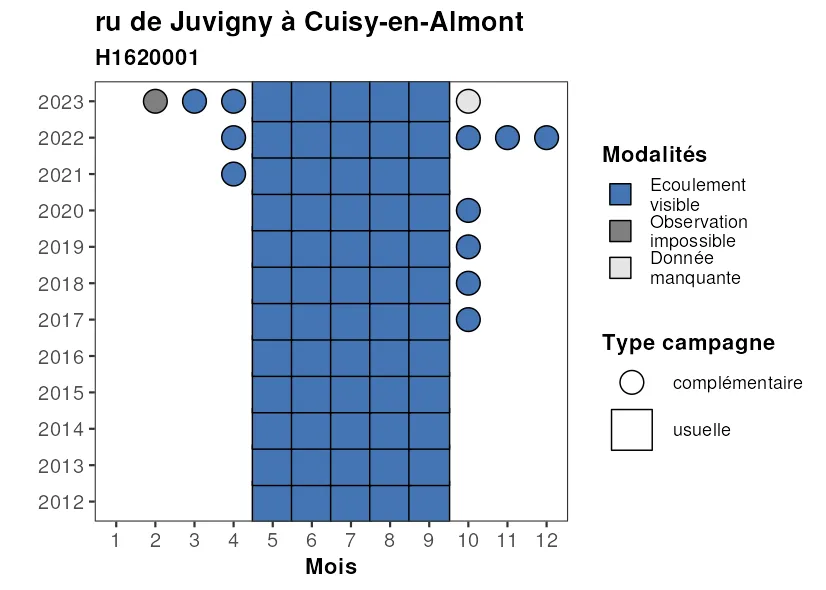 ru de Juvigny à Cuisy-en-Almont
H1620001
2023
2022
2021
2020
2019
2018
2017
2016
2015
2014
2013
2012
1 2 3 4 5 6 7 8 9 10 11 12
Mois
Modalités
Ecoulement
visible
Observation
impossible
Donnée
manquante
Type campagne
complémentaire
usuelle